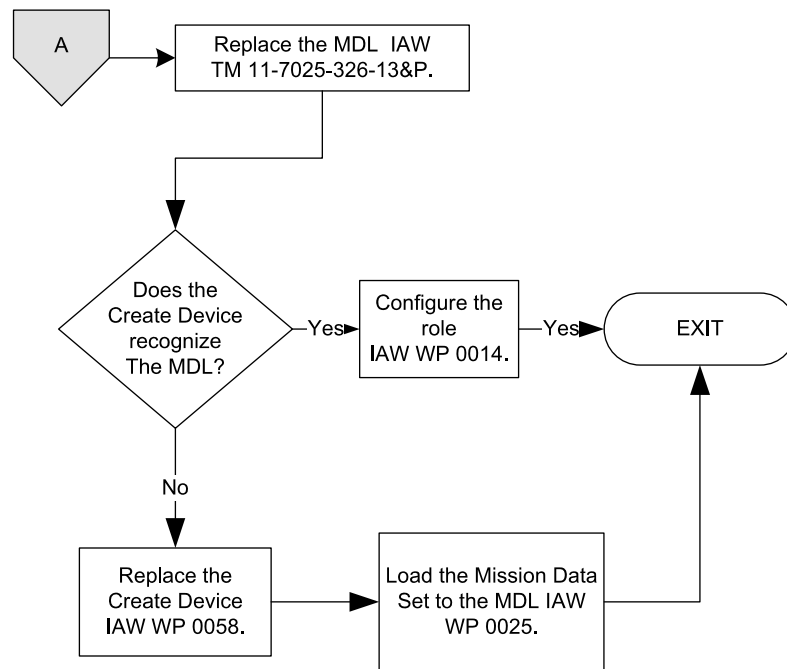 A
Replace the MDL IAW
TM 11-7025-326-13&P.
Does the
Create Device
recognize
The MDL?
Yes
Configure the
role
IAW WP 0014.
Yes
EXIT
No
Replace the
Create Device
IAW WP 0058.
Load the Mission Data
Set to the MDL IAW
WP 0025.